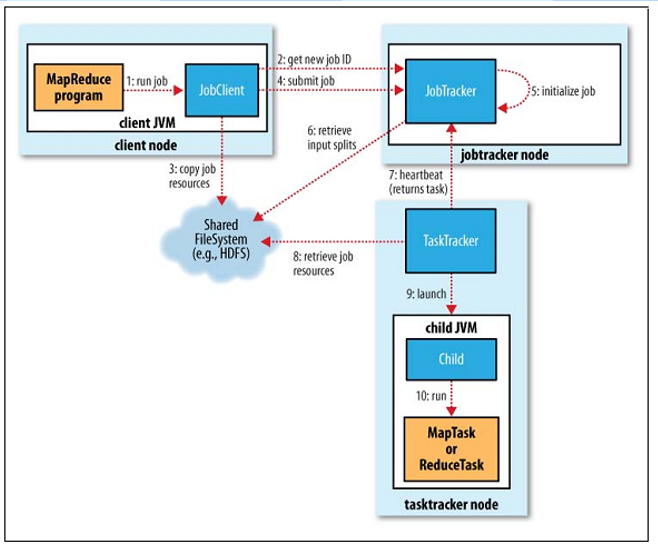 MapReduce
program
1: run job
JobClient
client JVM
client node
2: get new job ID
4: submit job
JobTracker
5: initialize job
jobtracker node
3: copy job
resources
6: retrieve
input splits
7: heartbeat
(returns task)
Shared
FileSystem
(e.g., HDFS)
8: retrieve job
resources
TaskTracker
9: launch
child JVM
Child
10: run
MapTask
or
ReduceTask
tasktracker node